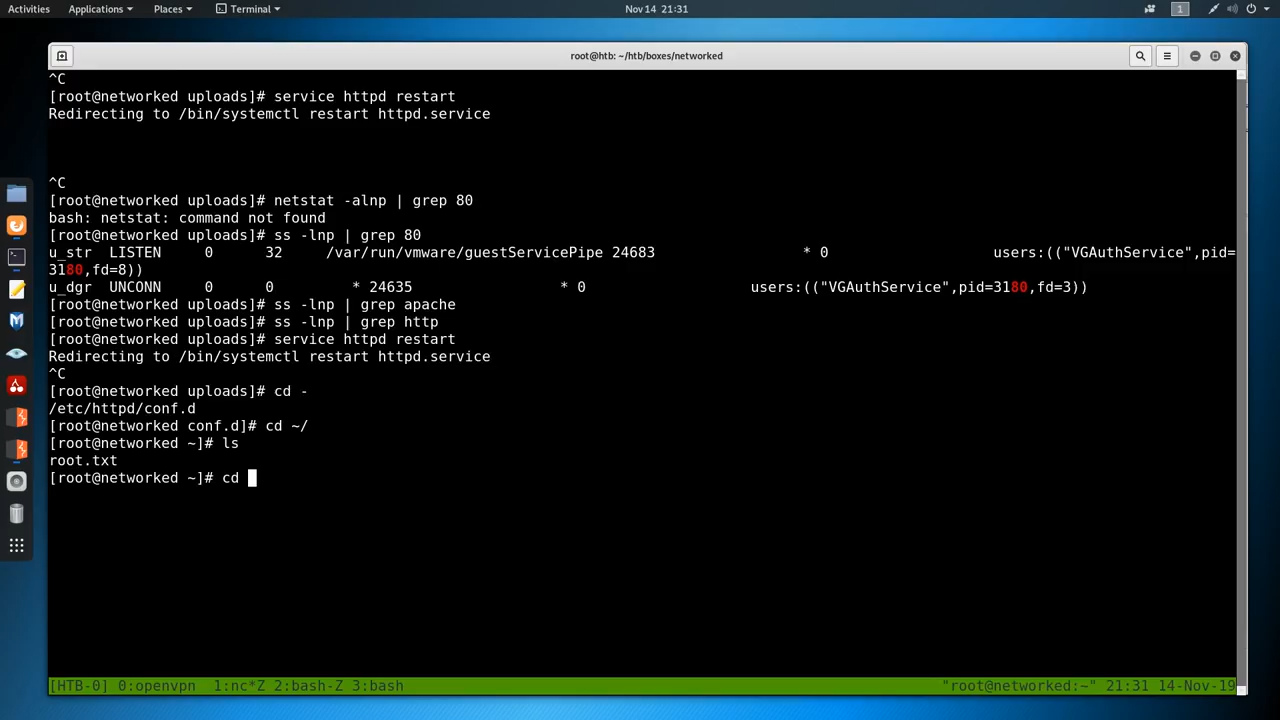 Activities Applications Places Terminal Nov 14 21:31 1
root@htb: ~/htb/boxes/networked
^C
[root@networked uploads]# service httpd restart
Redirecting to /bin/systemctl restart httpd.service
^C
[root@networked uploads]# netstat -alnp | grep 80
bash: netstat: command not found
[root@networked uploads]# ss -lnp | grep 80
u_str LISTEN 0 32 /var/run/vmware/guestServicePipe 24683 * 0 users:(("VGAuthService",pid=
3180,fd=8))
u_dgr UNCONN 0 0 * 24635 * 0 users:(("VGAuthService",pid=3180,fd=3))
[root@networked uploads]# ss -lnp | grep apache
[root@networked uploads]# ss -lnp | grep http
[root@networked uploads]# service httpd restart
Redirecting to /bin/systemctl restart httpd.service
^C
[root@networked uploads]# cd -
/etc/httpd/conf.d
[root@networked conf.d]# cd ~/
[root@networked ~]# ls
root.txt
[root@networked ~]# cd
[HTB-0] 0:openvpn 1:nc*Z 2:bash-Z 3:bash "root@networked:~" 21:31 14-Nov-19